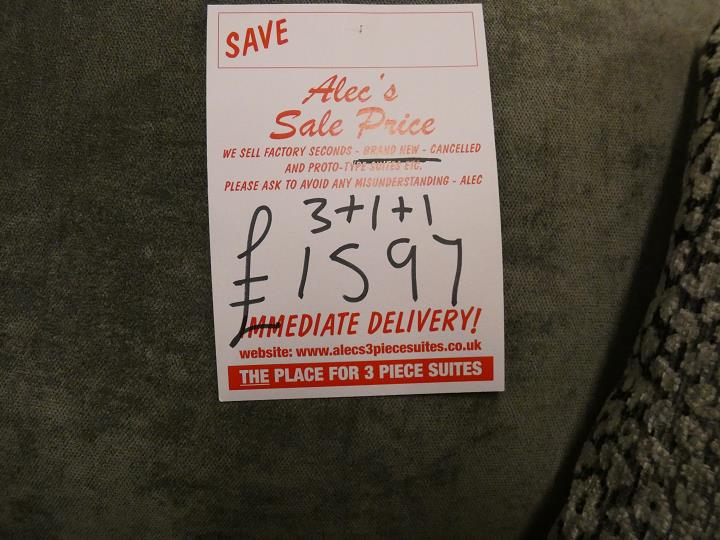 SAVE
Alec's
Sale Price
WE SELL FACTORY SECONDS - BRAND NEW - CANCELLED
AND PROTO-TYPE SUITES ETC.
PLEASE ASK TO AVOID ANY MISUNDERSTANDING - ALEC
3+1+1
£1597
IMMEDIATE DELIVERY!
website: www.alecs3piecesuites.co.uk
THE PLACE FOR 3 PIECE SUITES